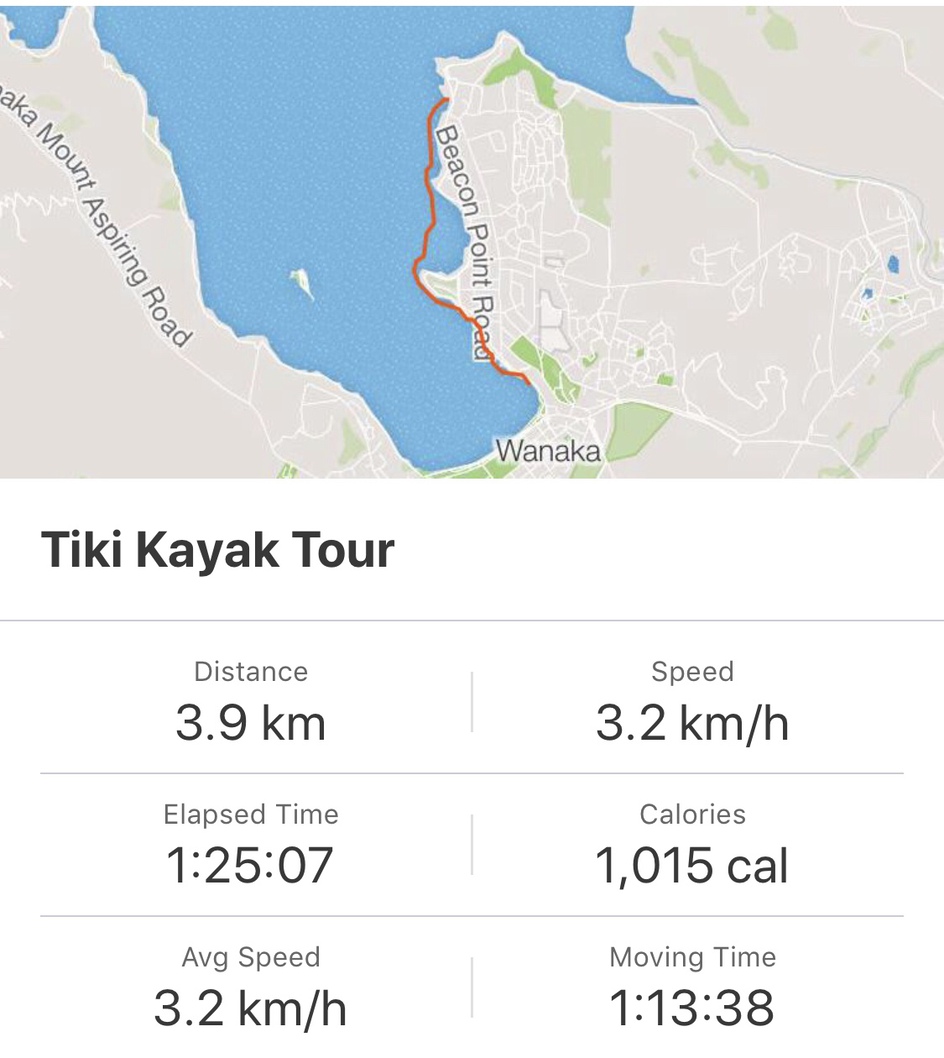 aka Mount Aspiring Road
Beacon Point Road
Wanaka
Tiki Kayak Tour
Distance
Speed
3.9 km
3.2 km/h
Elapsed Time
Calories
1:25:07
1,015 cal
Avg Speed
Moving Time
3.2 km/h
1:13:38